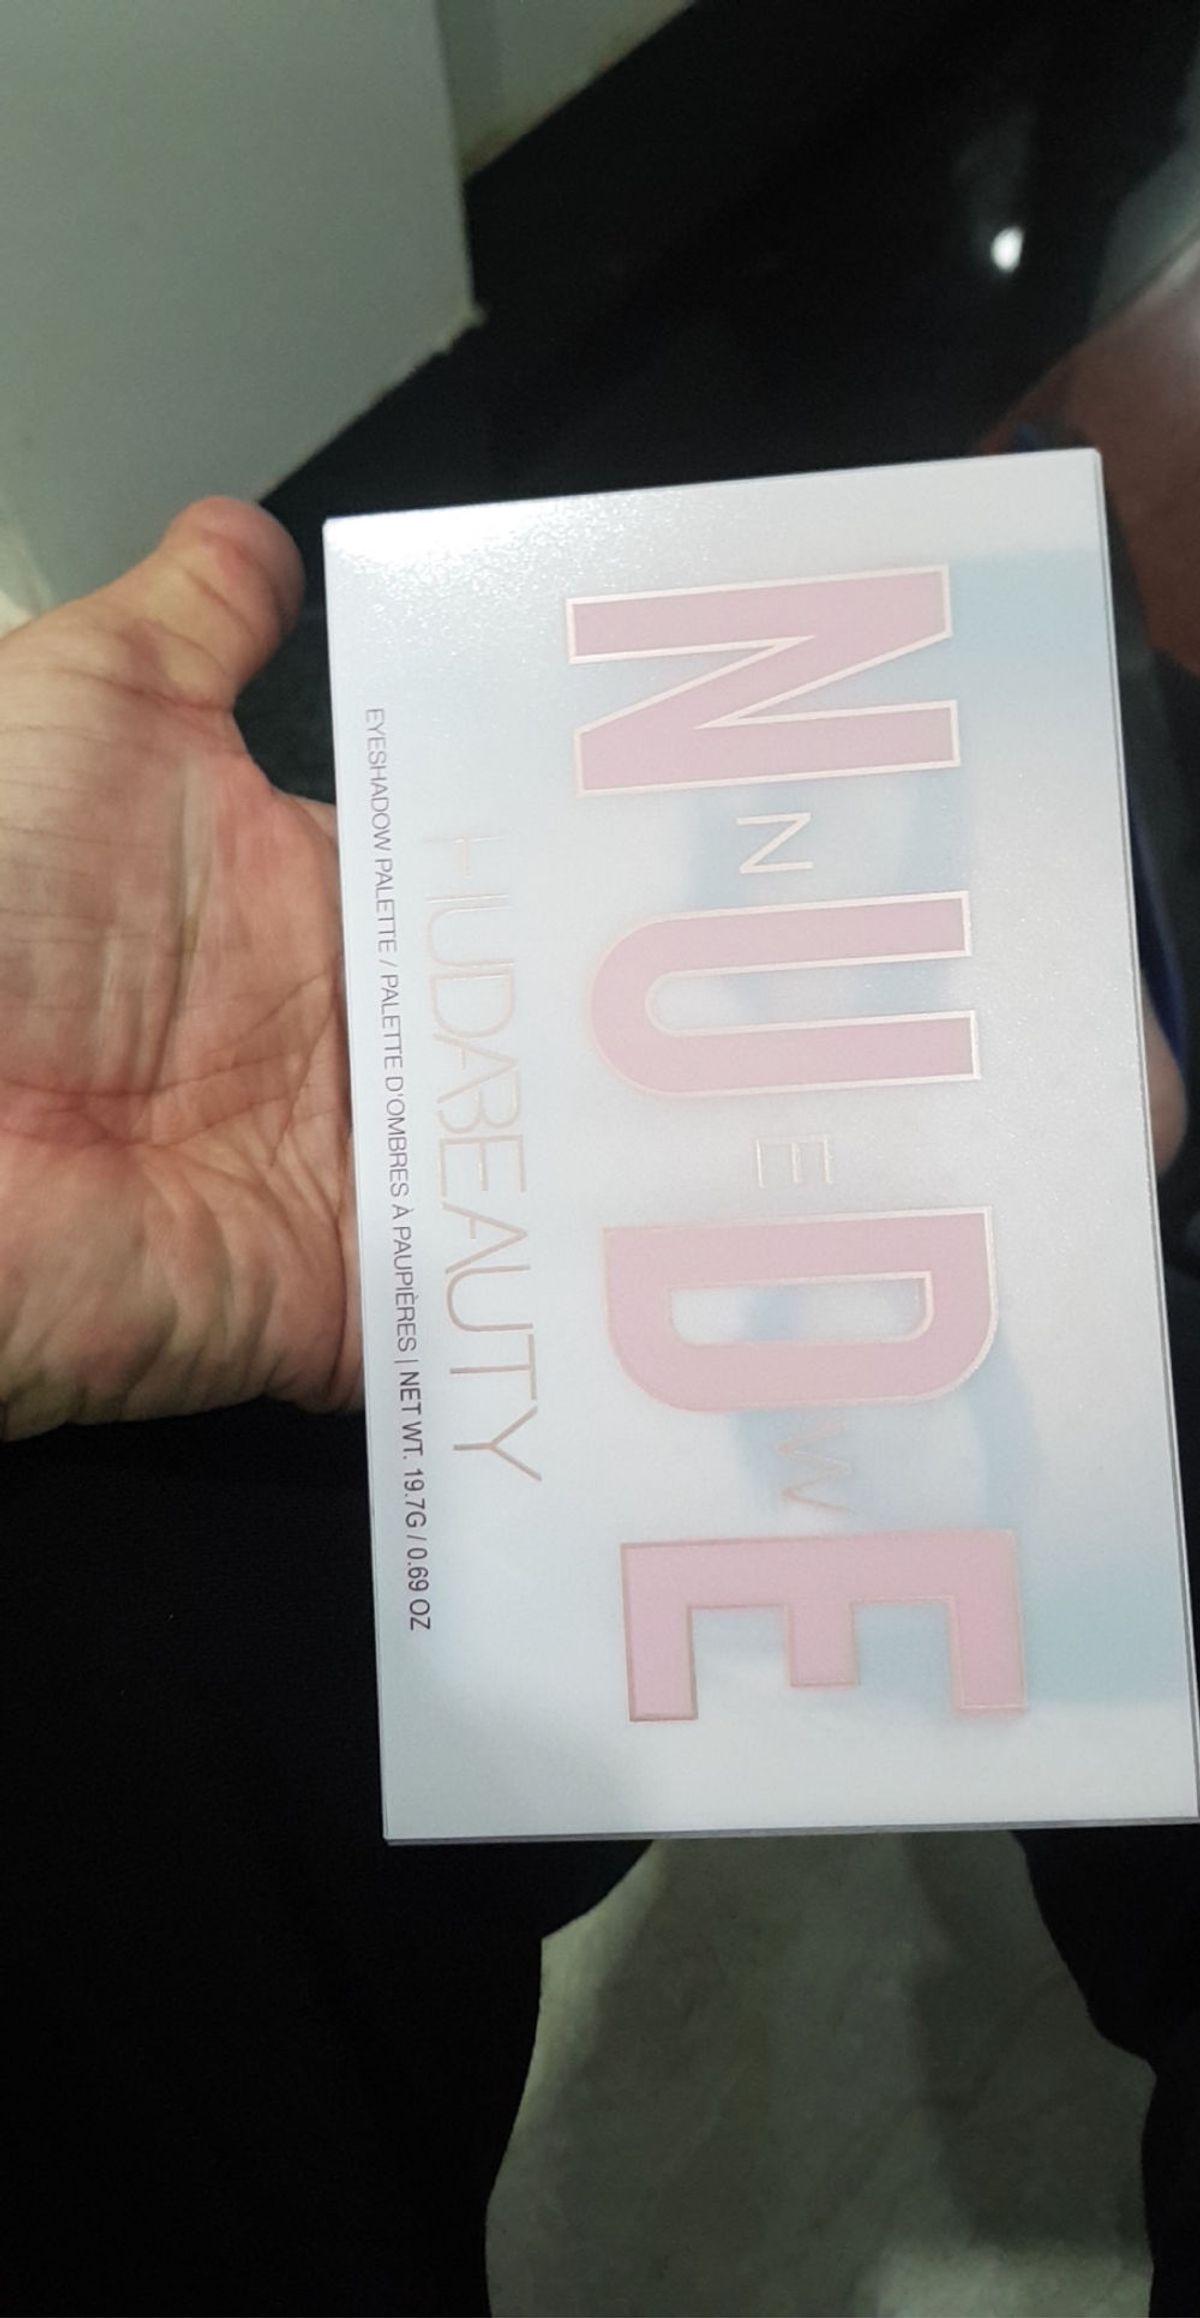 NUDE
NEW
HUDABEAUTY
EYESHADOW PALETTE / PALETTE D'OMBRES À PAUPIÈRES | NET WT. 19.7G / 0.69 OZ